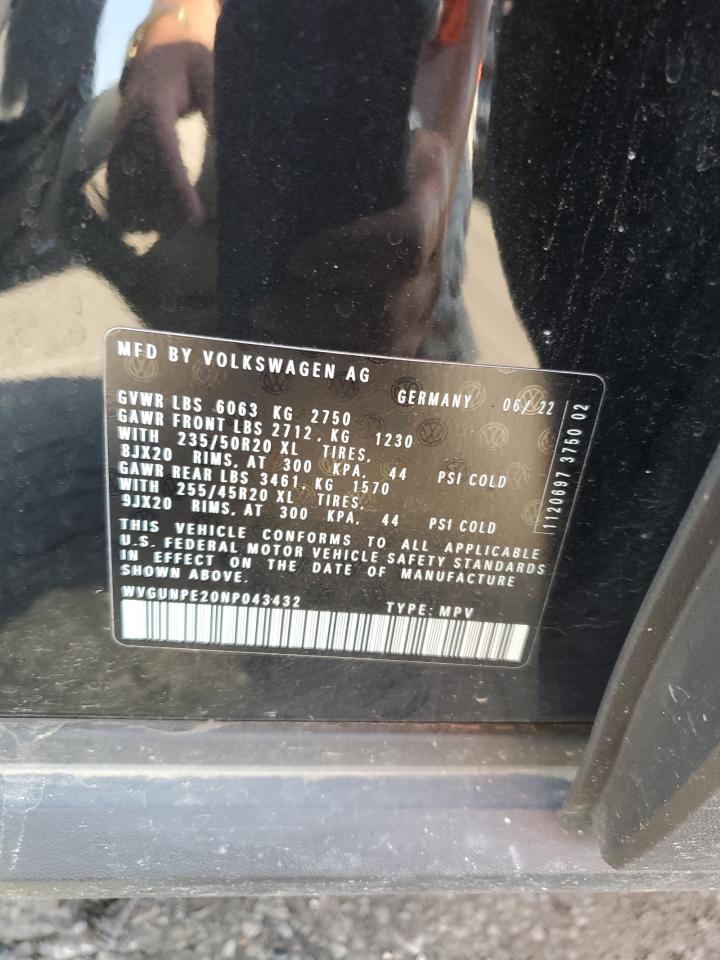 MFD BY VOLKSWAGEN AG
GERMANY 06/22
GVWR LBS 6063 KG 2750
GAWR FRONT LBS 2712, KG 1230
WITH 235/50R20 XL TIRES,
8JX20 RIMS, AT 300 KPA, 44 PSI COLD
GAWR REAR LBS 3461, KG 1570
WITH 255/45R20 XL TIRES,
9JX20 RIMS, AT 300 KPA, 44 PSI COLD
THIS VEHICLE CONFORMS TO ALL APPLICABLE
U.S. FEDERAL MOTOR VEHICLE SAFETY STANDARDS
IN EFFECT ON THE DATE OF MANUFACTURE
SHOWN ABOVE.
WVGUNPE20NP043432 TYPE: MPV
1120697 3750 02